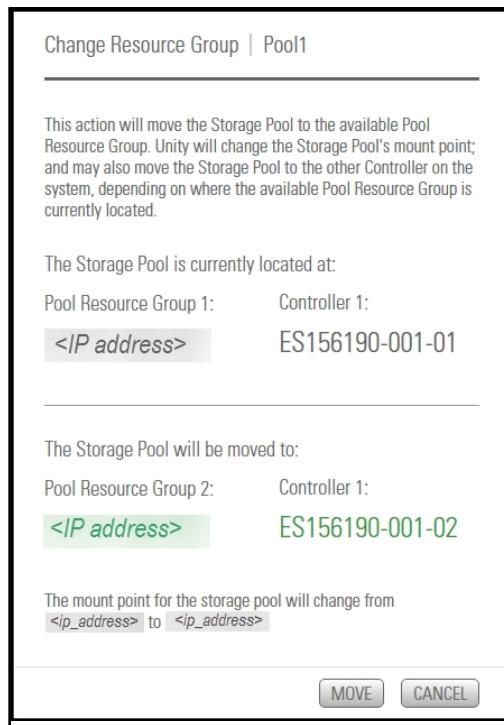 Change Resource Group | Pool1
This action will move the Storage Pool to the available Pool
Resource Group. Unity will change the Storage Pool's mount point;
and may also move the Storage Pool to the other Controller on the
system, depending on where the available Pool Resource Group is
currently located.
The Storage Pool is currently located at:
Pool Resource Group 1: Controller 1:
<IP address> ES156190-001-01
The Storage Pool will be moved to:
Pool Resource Group 2: Controller 1:
<IP address> ES156190-001-02
The mount point for the storage pool will change from
<ip_address> to <ip_address>
MOVE CANCEL